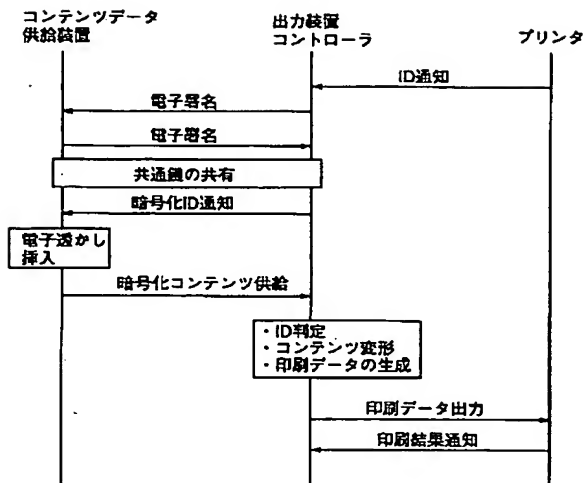 コンテンツデータ
供給装置
出力装置
コントローラ
プリンタ
ID通知
電子署名
電子署名
共通鍵の共有
暗号化ID通知
電子透かし
挿入
暗号化コンテンツ供給
・ID判定
・コンテンツ変形
・印刷データの生成
印刷データ出力
印刷結果通知